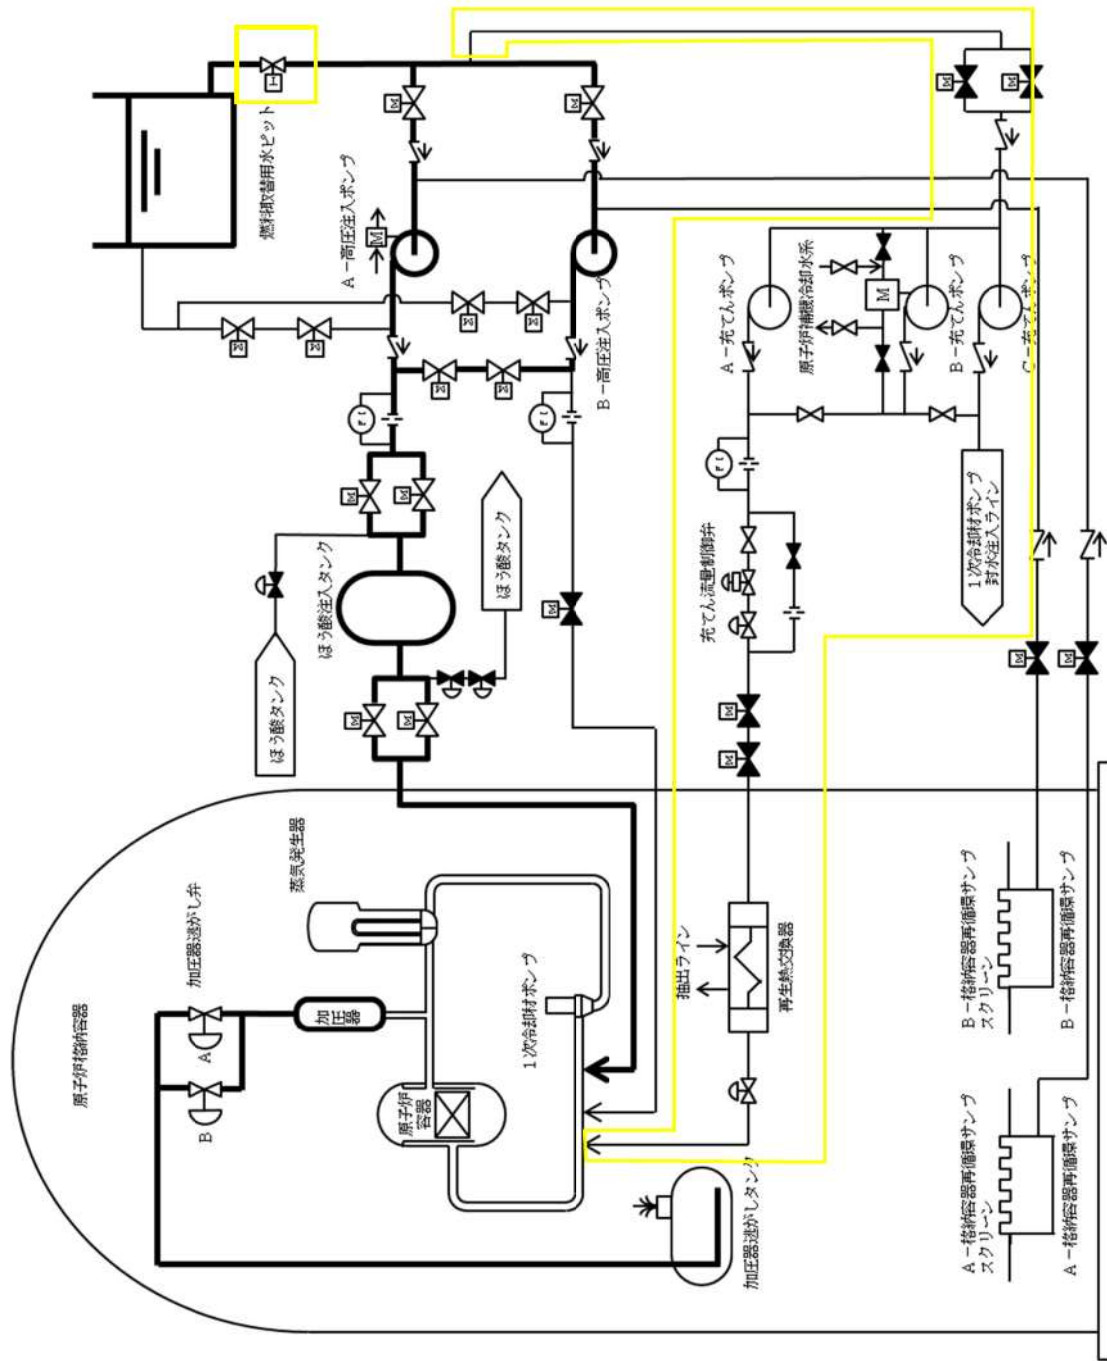 燃料取替用水ピット
A－高圧注入ポンプ
M
B－高圧注入ポンプ
M
M
M
M
M
M
M
M
M
M
FI
FI
M
M
ほう酸タンク
ほう酸注入タンク
ほう酸タンク
M
M
M
A－充てんポンプ
原子炉補機冷却水系
M
B－充てんポンプ
C－充てんポンプ
FI
充てん流量制御弁
1次冷却材ポンプ
封水注入ライン
M
M
M
M
原子炉格納容器
加圧器逃がし弁
A
B
蒸気発生器
加圧器
原子炉
容器
1次冷却材ポンプ
抽出ライン
再生熱交換器
加圧器逃がしタンク
B－格納容器再循環サンプ
スクリーン
B－格納容器再循環サンプ
A－格納容器再循環サンプ
スクリーン
A－格納容器再循環サンプ